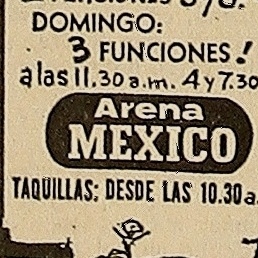 DOMINGO:
3 FUNCIONES!
a las 11.30 a.m. 4 y 7.30
Arena
MEXICO
TAQUILLAS: DESDE LAS 10.30 a.